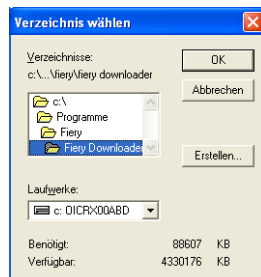 Verzeichnis wählen
Verzeichnisse:
c:\...\fiery\fiery downloader
OK
Abbrechen
c:\
Programme
Fiery
Fiery Downloader
Erstellen...
Laufwerke:
c: OICRX00ABD
Benötigt: 88607 KB
Verfügbar: 4330176 KB